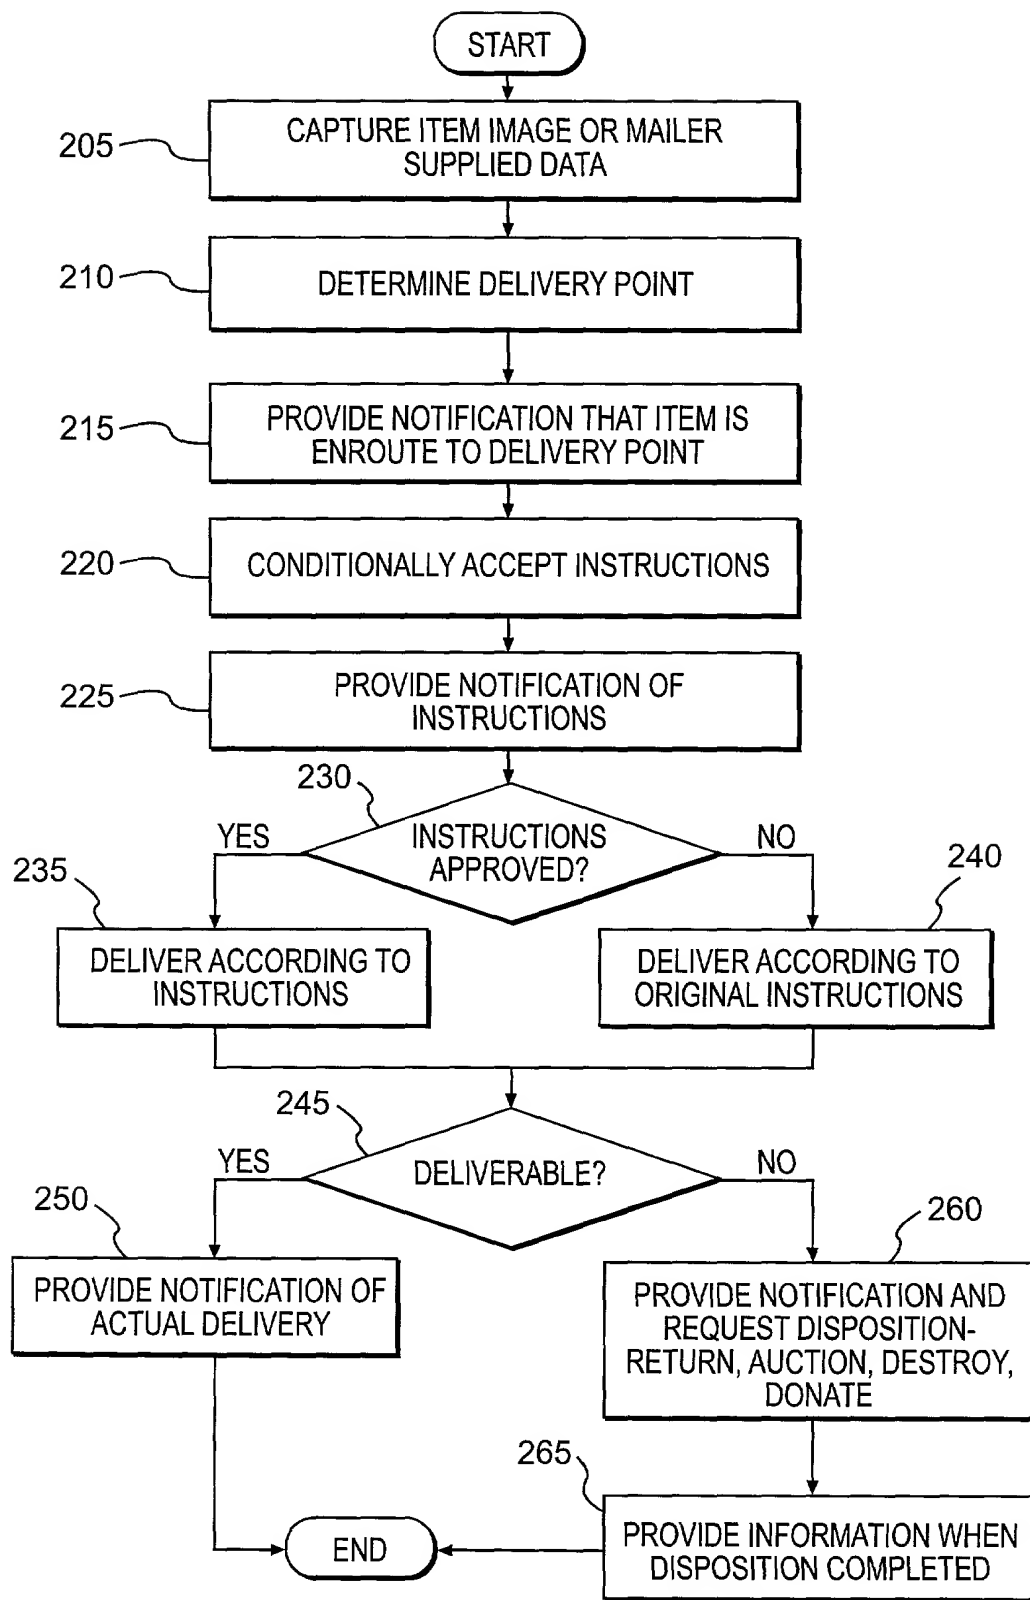 START
205
CAPTURE ITEM IMAGE OR MAILER
SUPPLIED DATA
210
DETERMINE DELIVERY POINT
215
PROVIDE NOTIFICATION THAT ITEM IS
ENROUTE TO DELIVERY POINT
220
CONDITIONALLY ACCEPT INSTRUCTIONS
225
PROVIDE NOTIFICATION OF
INSTRUCTIONS
230
INSTRUCTIONS
APPROVED?
YES
NO
235
DELIVER ACCORDING TO
INSTRUCTIONS
240
DELIVER ACCORDING TO
ORIGINAL INSTRUCTIONS
245
DELIVERABLE?
YES
NO
250
PROVIDE NOTIFICATION OF
ACTUAL DELIVERY
260
PROVIDE NOTIFICATION AND
REQUEST DISPOSITION-
RETURN, AUCTION, DESTROY,
DONATE
265
PROVIDE INFORMATION WHEN
DISPOSITION COMPLETED
END